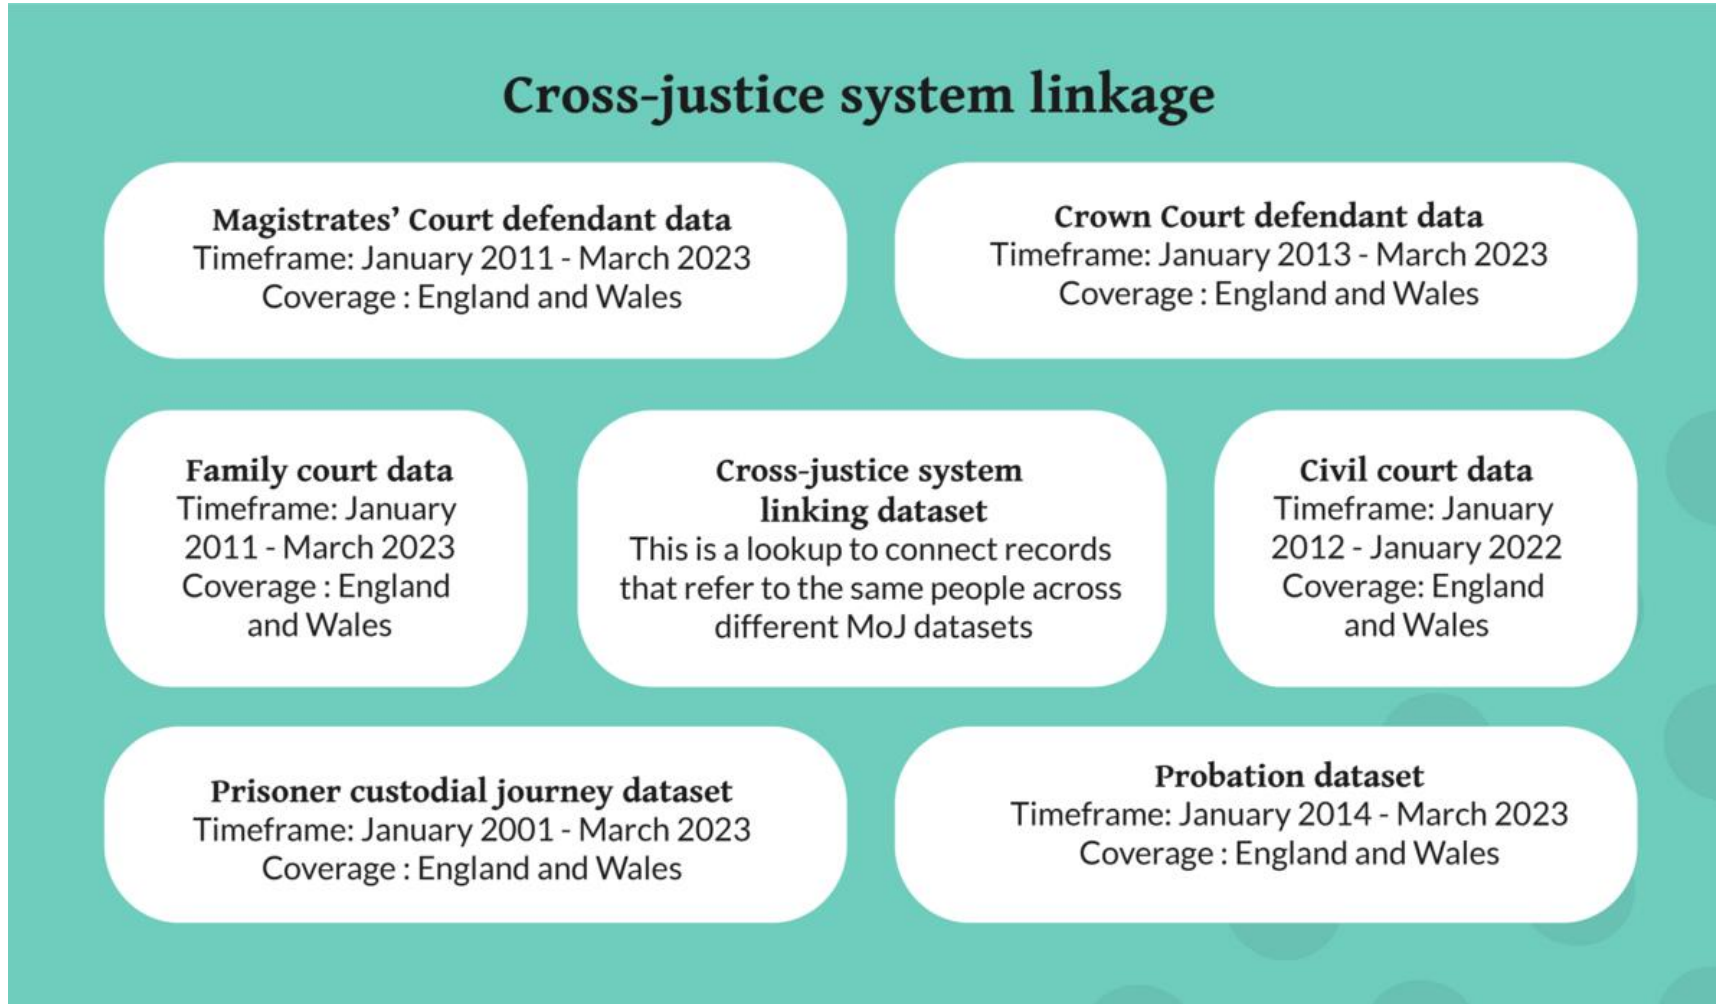 Cross-justice system linkage
Magistrates’ Court defendant data
Timeframe: January 2011 - March 2023
Coverage : England and Wales
Crown Court defendant data
Timeframe: January 2013 - March 2023
Coverage : England and Wales
Family court data
Timeframe: January
2011 - March 2023
Coverage : England
and Wales
Cross-justice system
linking dataset
This is a lookup to connect records
that refer to the same people across
different MoJ datasets
Civil court data
Timeframe: January
2012 - January 2022
Coverage: England
and Wales
Prisoner custodial journey dataset
Timeframe: January 2001 - March 2023
Coverage : England and Wales
Probation dataset
Timeframe: January 2014 - March 2023
Coverage : England and Wales